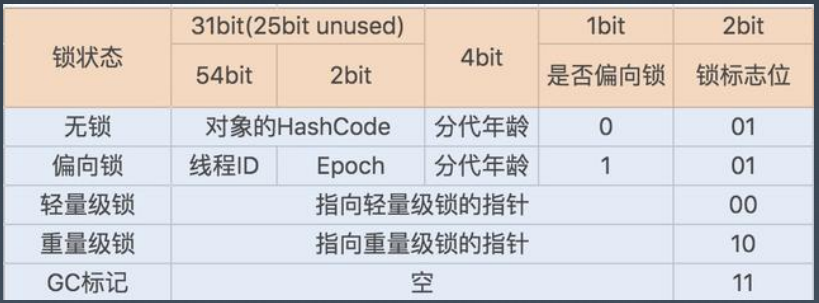 锁状态 31bit(25bit unused) 4bit 1bit 2bit
54bit 2bit 是否偏向锁 锁标志位
无锁 对象的HashCode 分代年龄 0 01
偏向锁 线程ID Epoch 分代年龄 1 01
轻量级锁 指向轻量级锁的指针 00
重量级锁 指向重量级锁的指针 10
GC标记 空 11